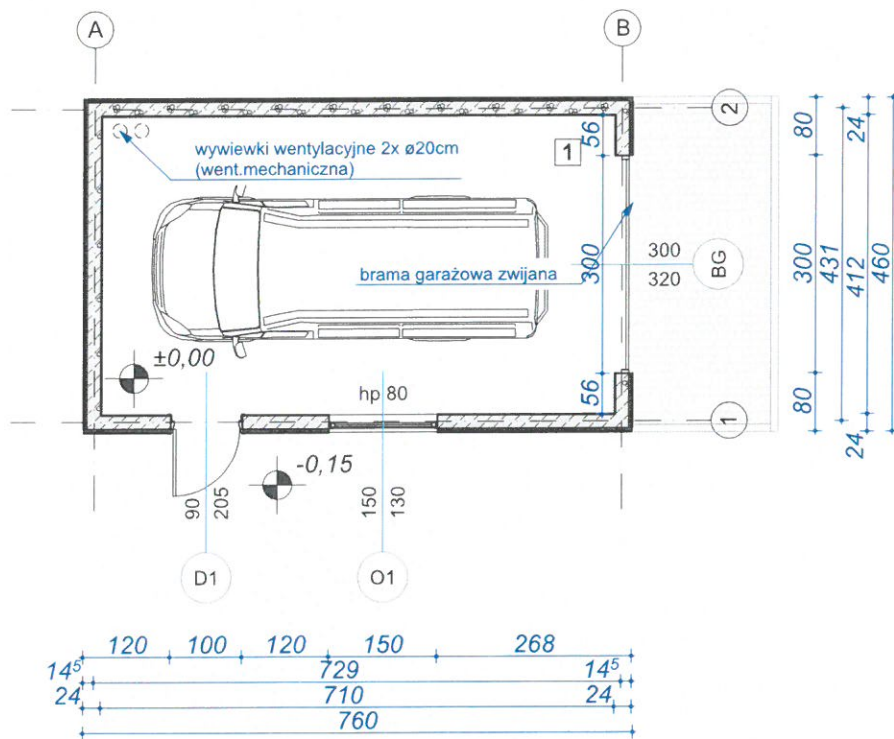 A
B
2
wywiewki wentylacyjne 2x ø20cm
(went.mechaniczna)
1
56
80
24
brama garażowa zwijana
300
300
320
BG
300
431
412
460
±0,00
hp 80
56
80
1
24
-0,15
90
205
150
130
D1
O1
120 100 120 150 268
14⁵ 729 14⁵
24 710 24
760